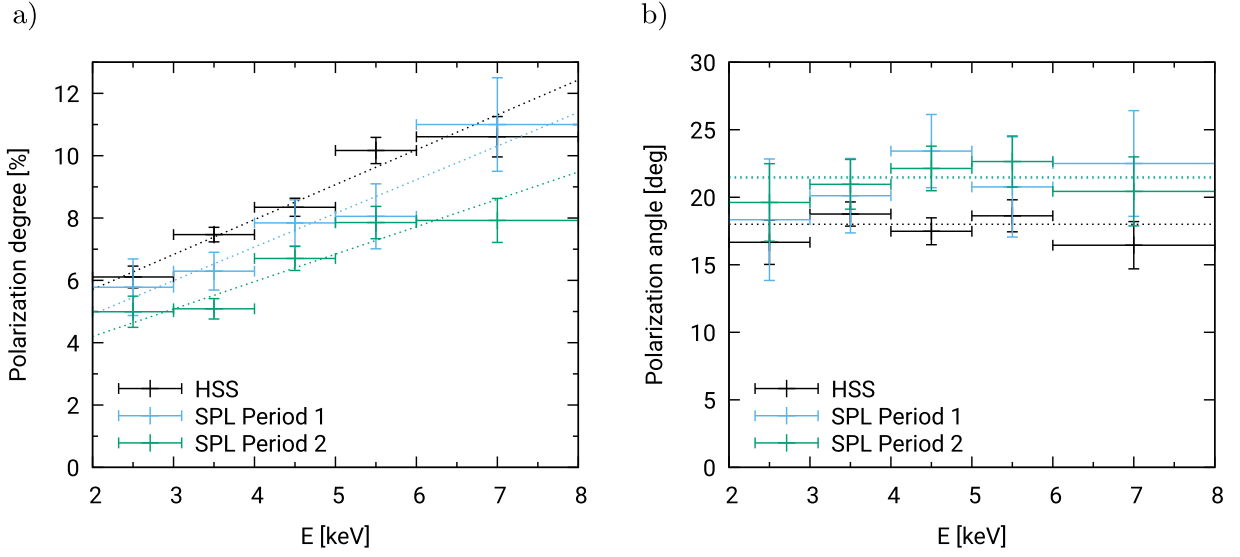 a)
Polarization degree [%]
12
10
8
6
4
2
0
HSS
SPL Period 1
SPL Period 2
2 3 4 5 6 7 8
E [keV]
b)
Polarization angle [deg]
30
25
20
15
10
5
0
HSS
SPL Period 1
SPL Period 2
2 3 4 5 6 7 8
E [keV]